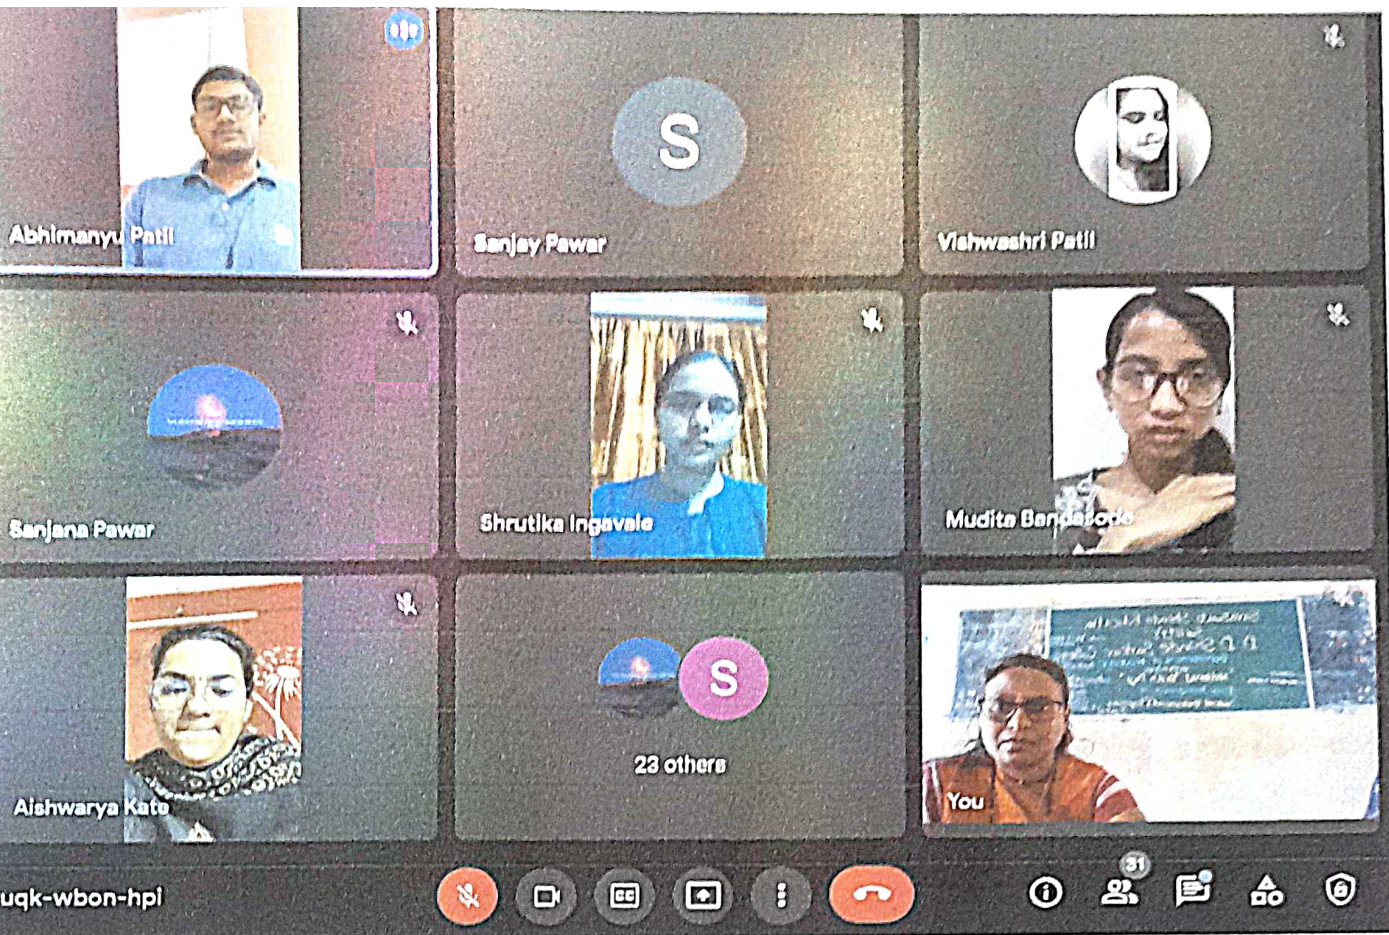 Abhimanyu Patil
S
Sanjay Pawar
Vishwashri Patil
Sanjana Pawar
Shrutika Ingavale
Mudita Bandasode
Aishwarya Kate
S
23 others
You
uqk-wbon-hpi
CC
31